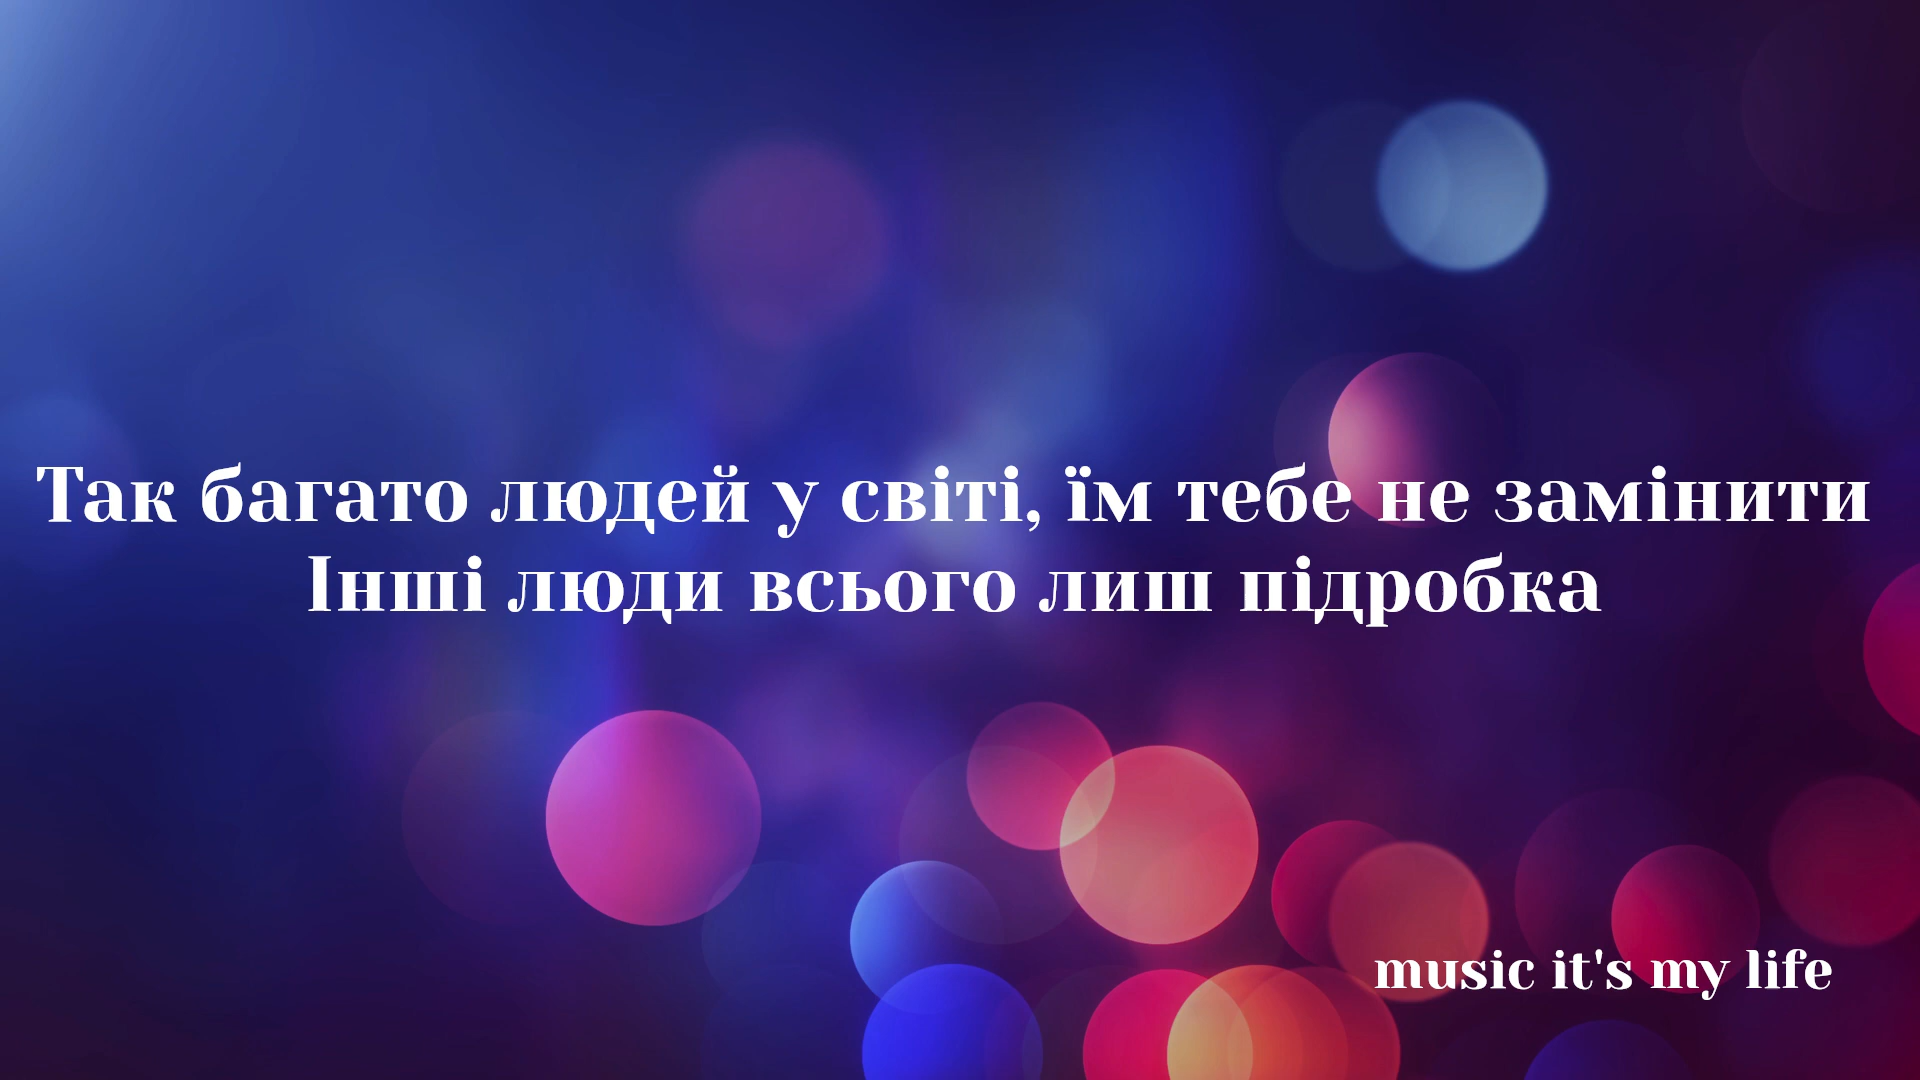 Так багато людей у світі, їм тебе не замінити
Інші люди всього лиш підробка
music it's my life